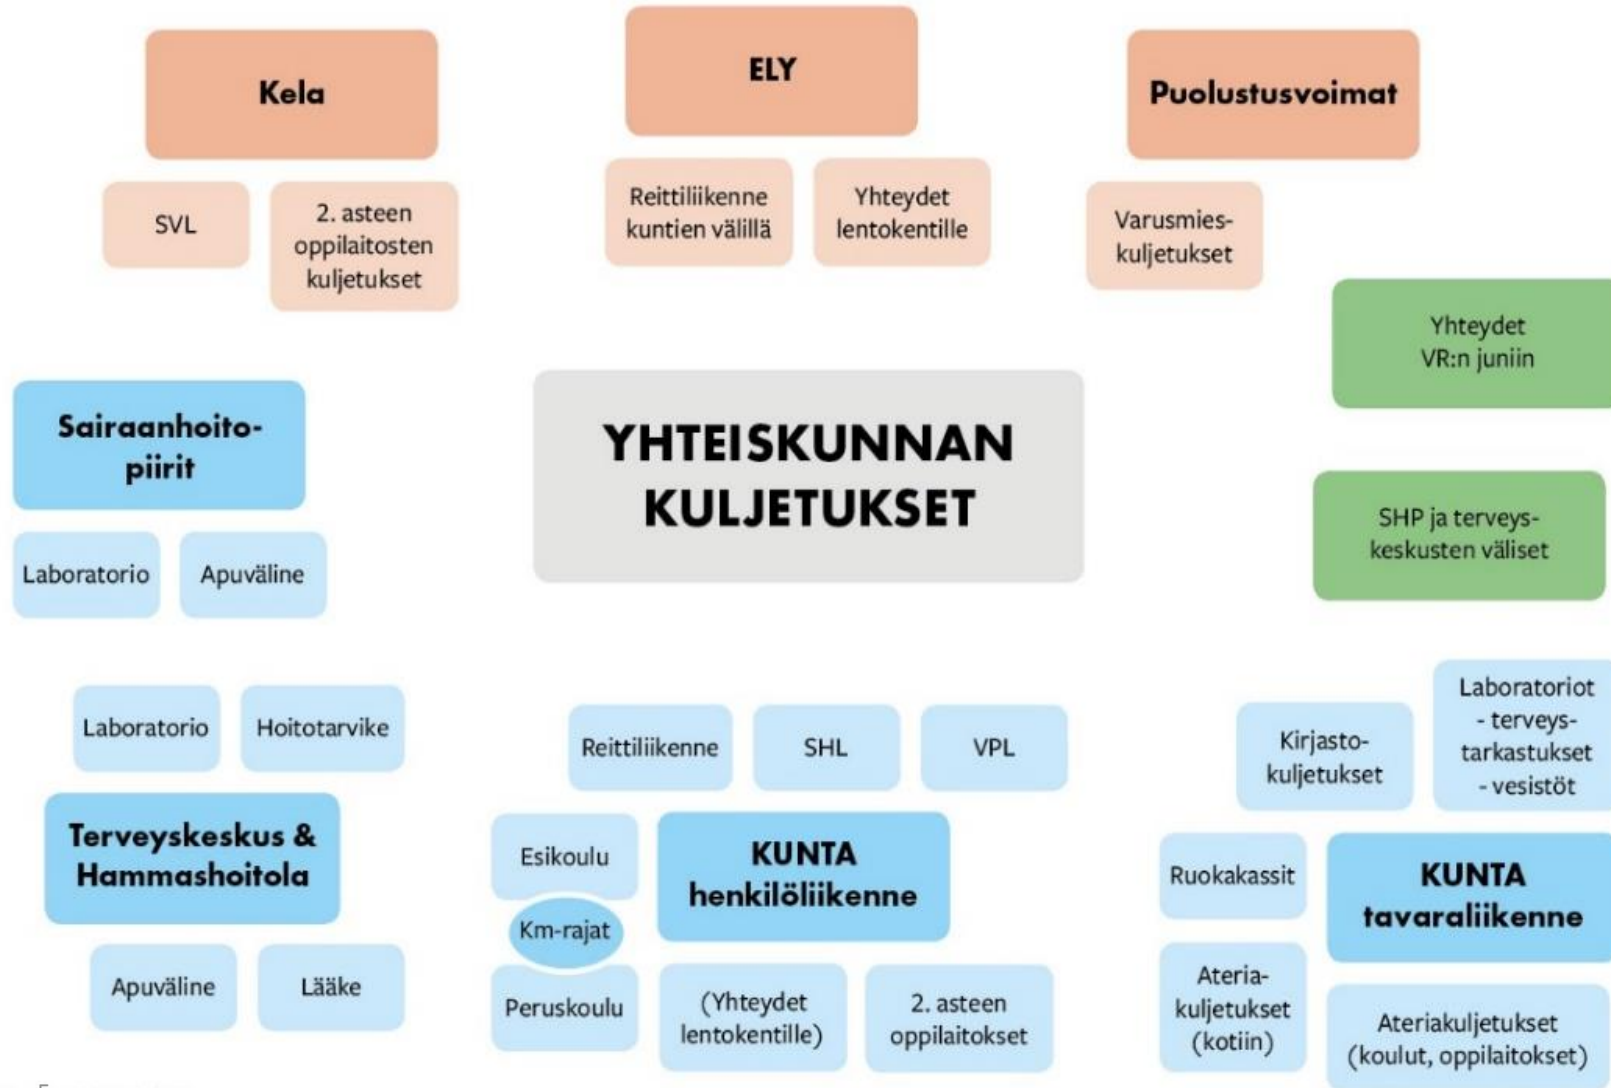 Kela
SVL
2. asteen
oppilaitosten
kuljetukset
ELY
Reittiliikenne
kuntien välillä
Yhteydet
lentokentille
Puolustusvoimat
Varusmies-
kuljetukset
Yhteydet
VR:n juniin
SHP ja terveys-
keskusten väliset
Sairaanhoito-
piirit
Laboratorio
Apuväline
YHTEISKUNNAN
KULJETUKSET
Laboratorio
Hoitotarvike
Terveyskeskus &
Hammashoitola
Apuväline
Lääke
Reittiliikenne
SHL
VPL
Esikoulu
KUNTA
henkilöliikenne
Km-rajat
Peruskoulu
(Yhteydet
lentokentille)
2. asteen
oppilaitokset
Kirjasto-
kuljetukset
Laboratoriot
- terveys-
tarkastukset
- vesistöt
Ruokakassit
KUNTA
tavaraliikenne
Ateria-
kuljetukset
(kotiin)
Ateriakuljetukset
(koulut, oppilaitokset)